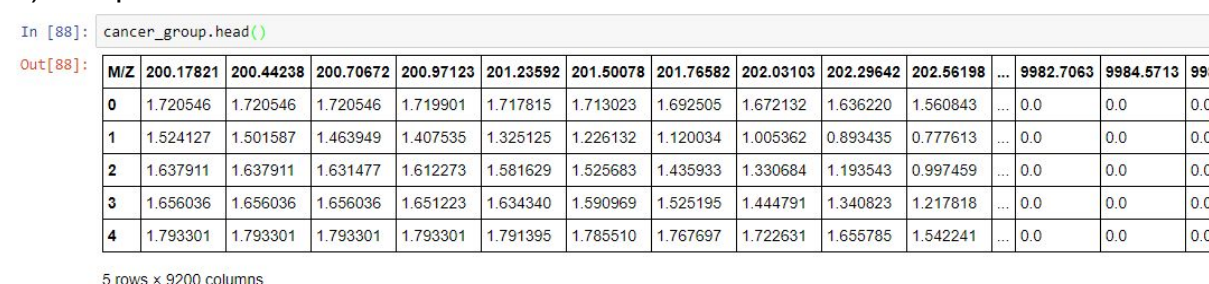 In [88]: cancer_group.head()
Out[88]:
M/Z 200.17821 200.44238 200.70672 200.97123 201.23592 201.50078 201.76582 202.03103 202.29642 202.56198 ... 9982.7063 9984.5713
0 1.720546 1.720546 1.720546 1.719901 1.717815 1.713023 1.692505 1.672132 1.636220 1.560843 ... 0.0 0.0 0.0
1 1.524127 1.501587 1.463949 1.407535 1.325125 1.226132 1.120034 1.005362 0.893435 0.777613 ... 0.0 0.0 0.0
2 1.637911 1.637911 1.631477 1.612273 1.581629 1.525683 1.435933 1.330684 1.193543 0.997459 ... 0.0 0.0 0.0
3 1.656036 1.656036 1.656036 1.651223 1.634340 1.590969 1.525195 1.444791 1.340823 1.217818 ... 0.0 0.0 0.0
4 1.793301 1.793301 1.793301 1.793301 1.791395 1.785510 1.767697 1.722631 1.655785 1.542241 ... 0.0 0.0 0.0
5 rows × 9200 columns